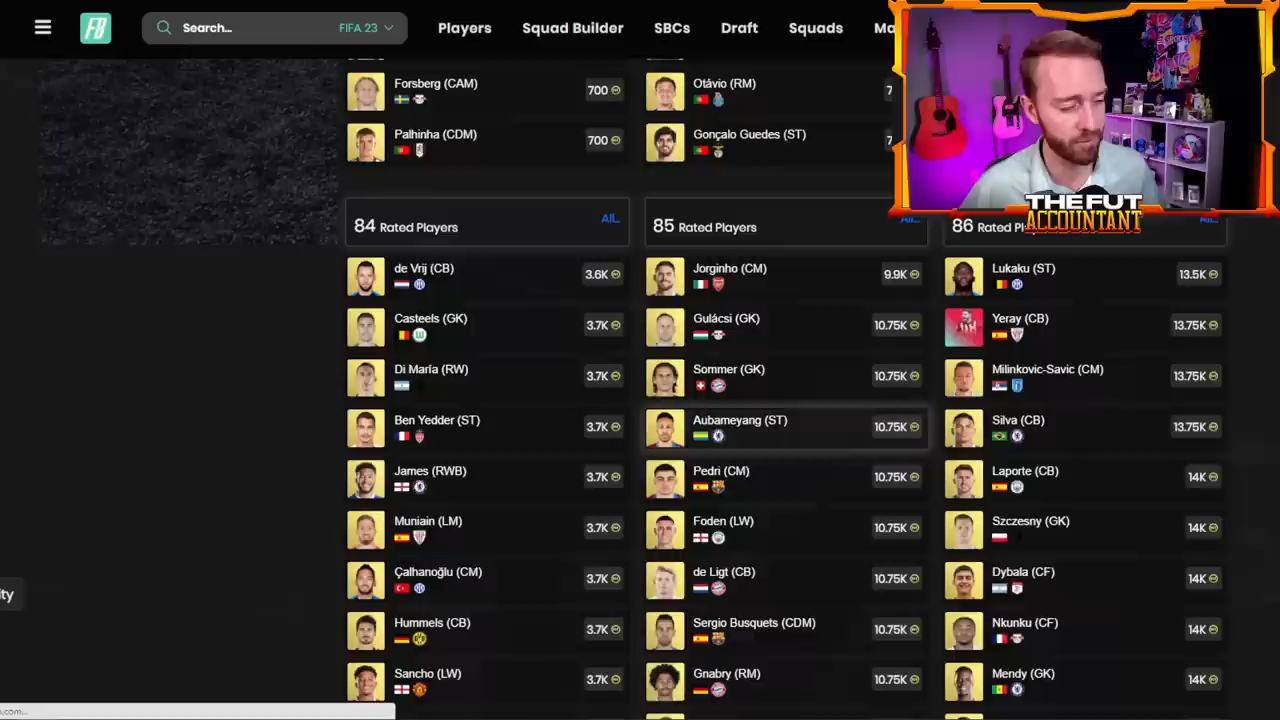 FB
Search...
FIFA 23
Players
Squad Builder
SBCs
Draft
Squads
Forsberg (CAM)
700
Otávio (RM)
Palhinha (CDM)
700
Gonçalo Guedes (ST)
THE FUT
ACCOUNTANT
84 Rated Players
85 Rated Players
86 Rated
de Vrij (CB)
3.6K
Jorginho (CM)
9.9K
Lukaku (ST)
13.5K
Casteels (GK)
3.7K
Gulácsi (GK)
10.75K
Yeray (CB)
13.75K
Di María (RW)
3.7K
Sommer (GK)
10.75K
Milinkovic-Savic (CM)
13.75K
Ben Yedder (ST)
3.7K
Aubameyang (ST)
10.75K
Silva (CB)
13.75K
James (RWB)
3.7K
Pedri (CM)
10.75K
Laporte (CB)
14K
Muniain (LM)
3.7K
Foden (LW)
10.75K
Szczesny (GK)
14K
Çalhanoğlu (CM)
3.7K
de Ligt (CB)
10.75K
Dybala (CF)
14K
Hummels (CB)
3.7K
Sergio Busquets (CDM)
10.75K
Nkunku (CF)
14K
Sancho (LW)
3.7K
Gnabry (RM)
10.75K
Mendy (GK)
14K